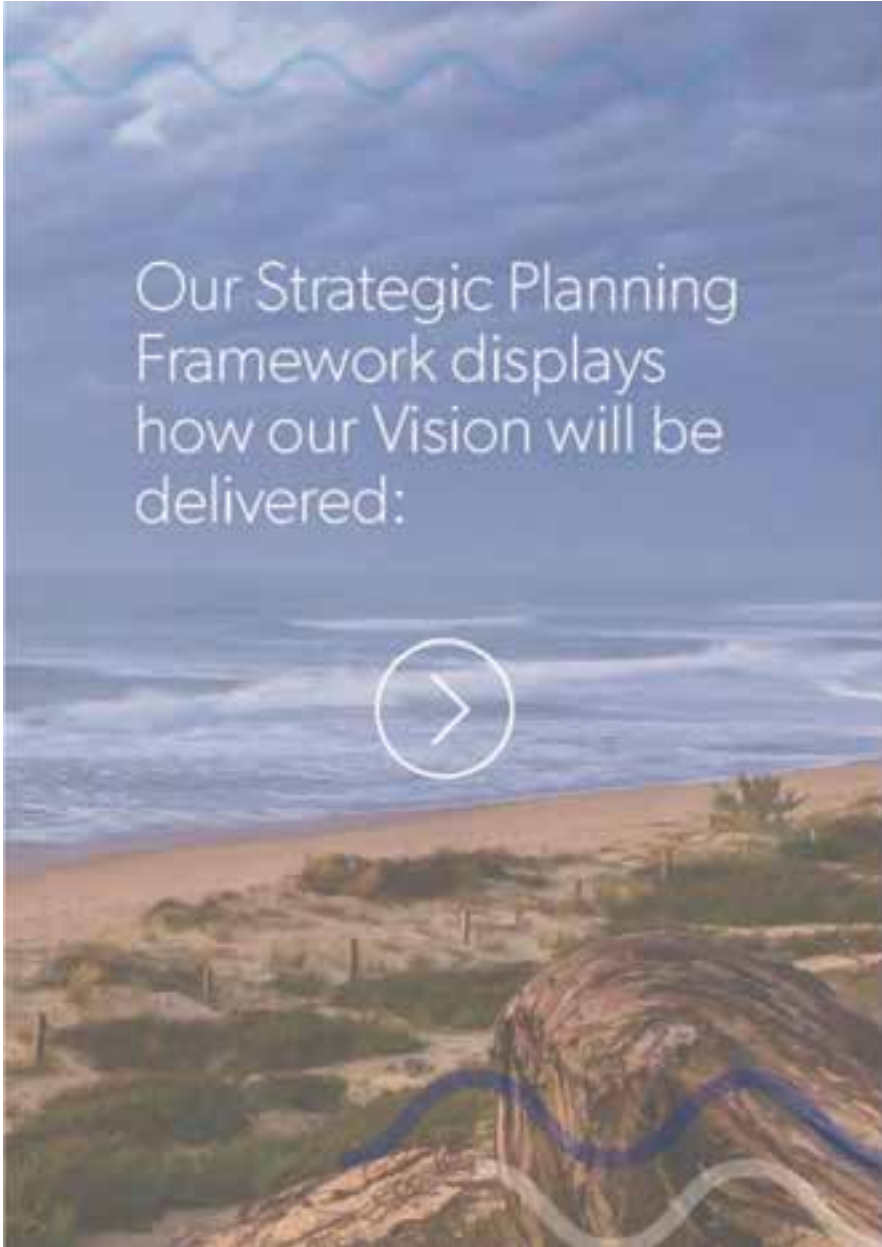 Our Strategic Planning
Framework displays
how our Vision will be
delivered: